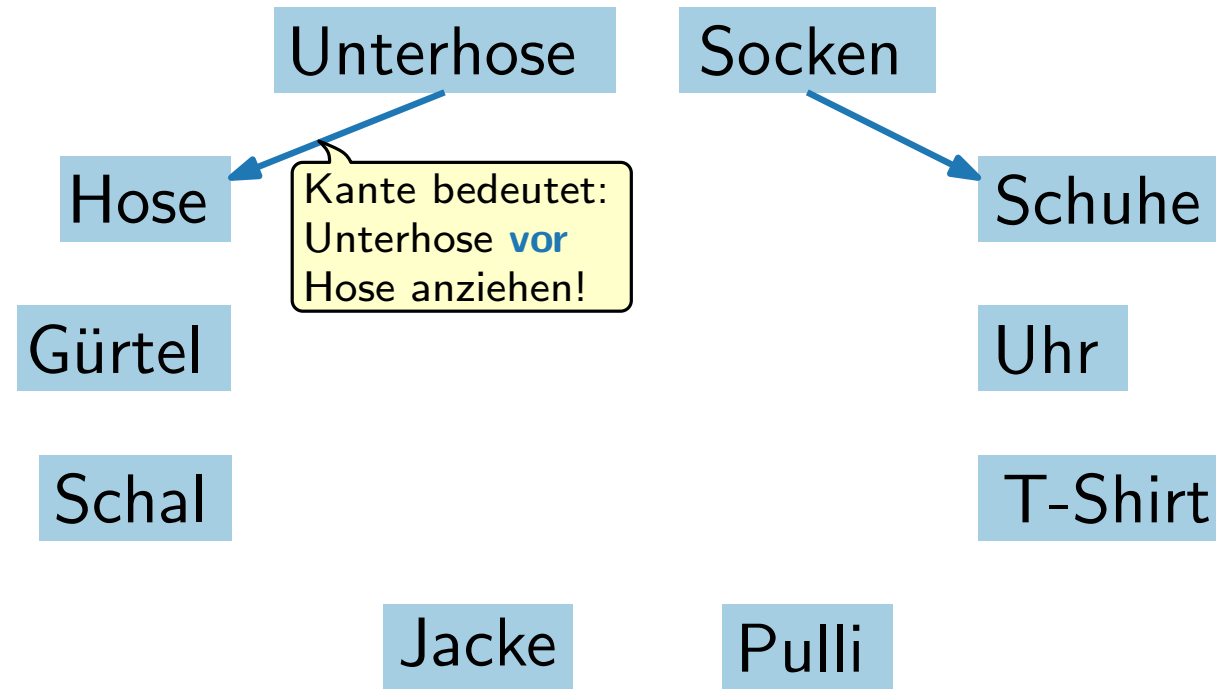 Unterhose
Socken
Hose
Kante bedeutet:
Unterhose vor
Hose anziehen!
Schuhe
Gürtel
Uhr
Schal
T-Shirt
Jacke
Pulli